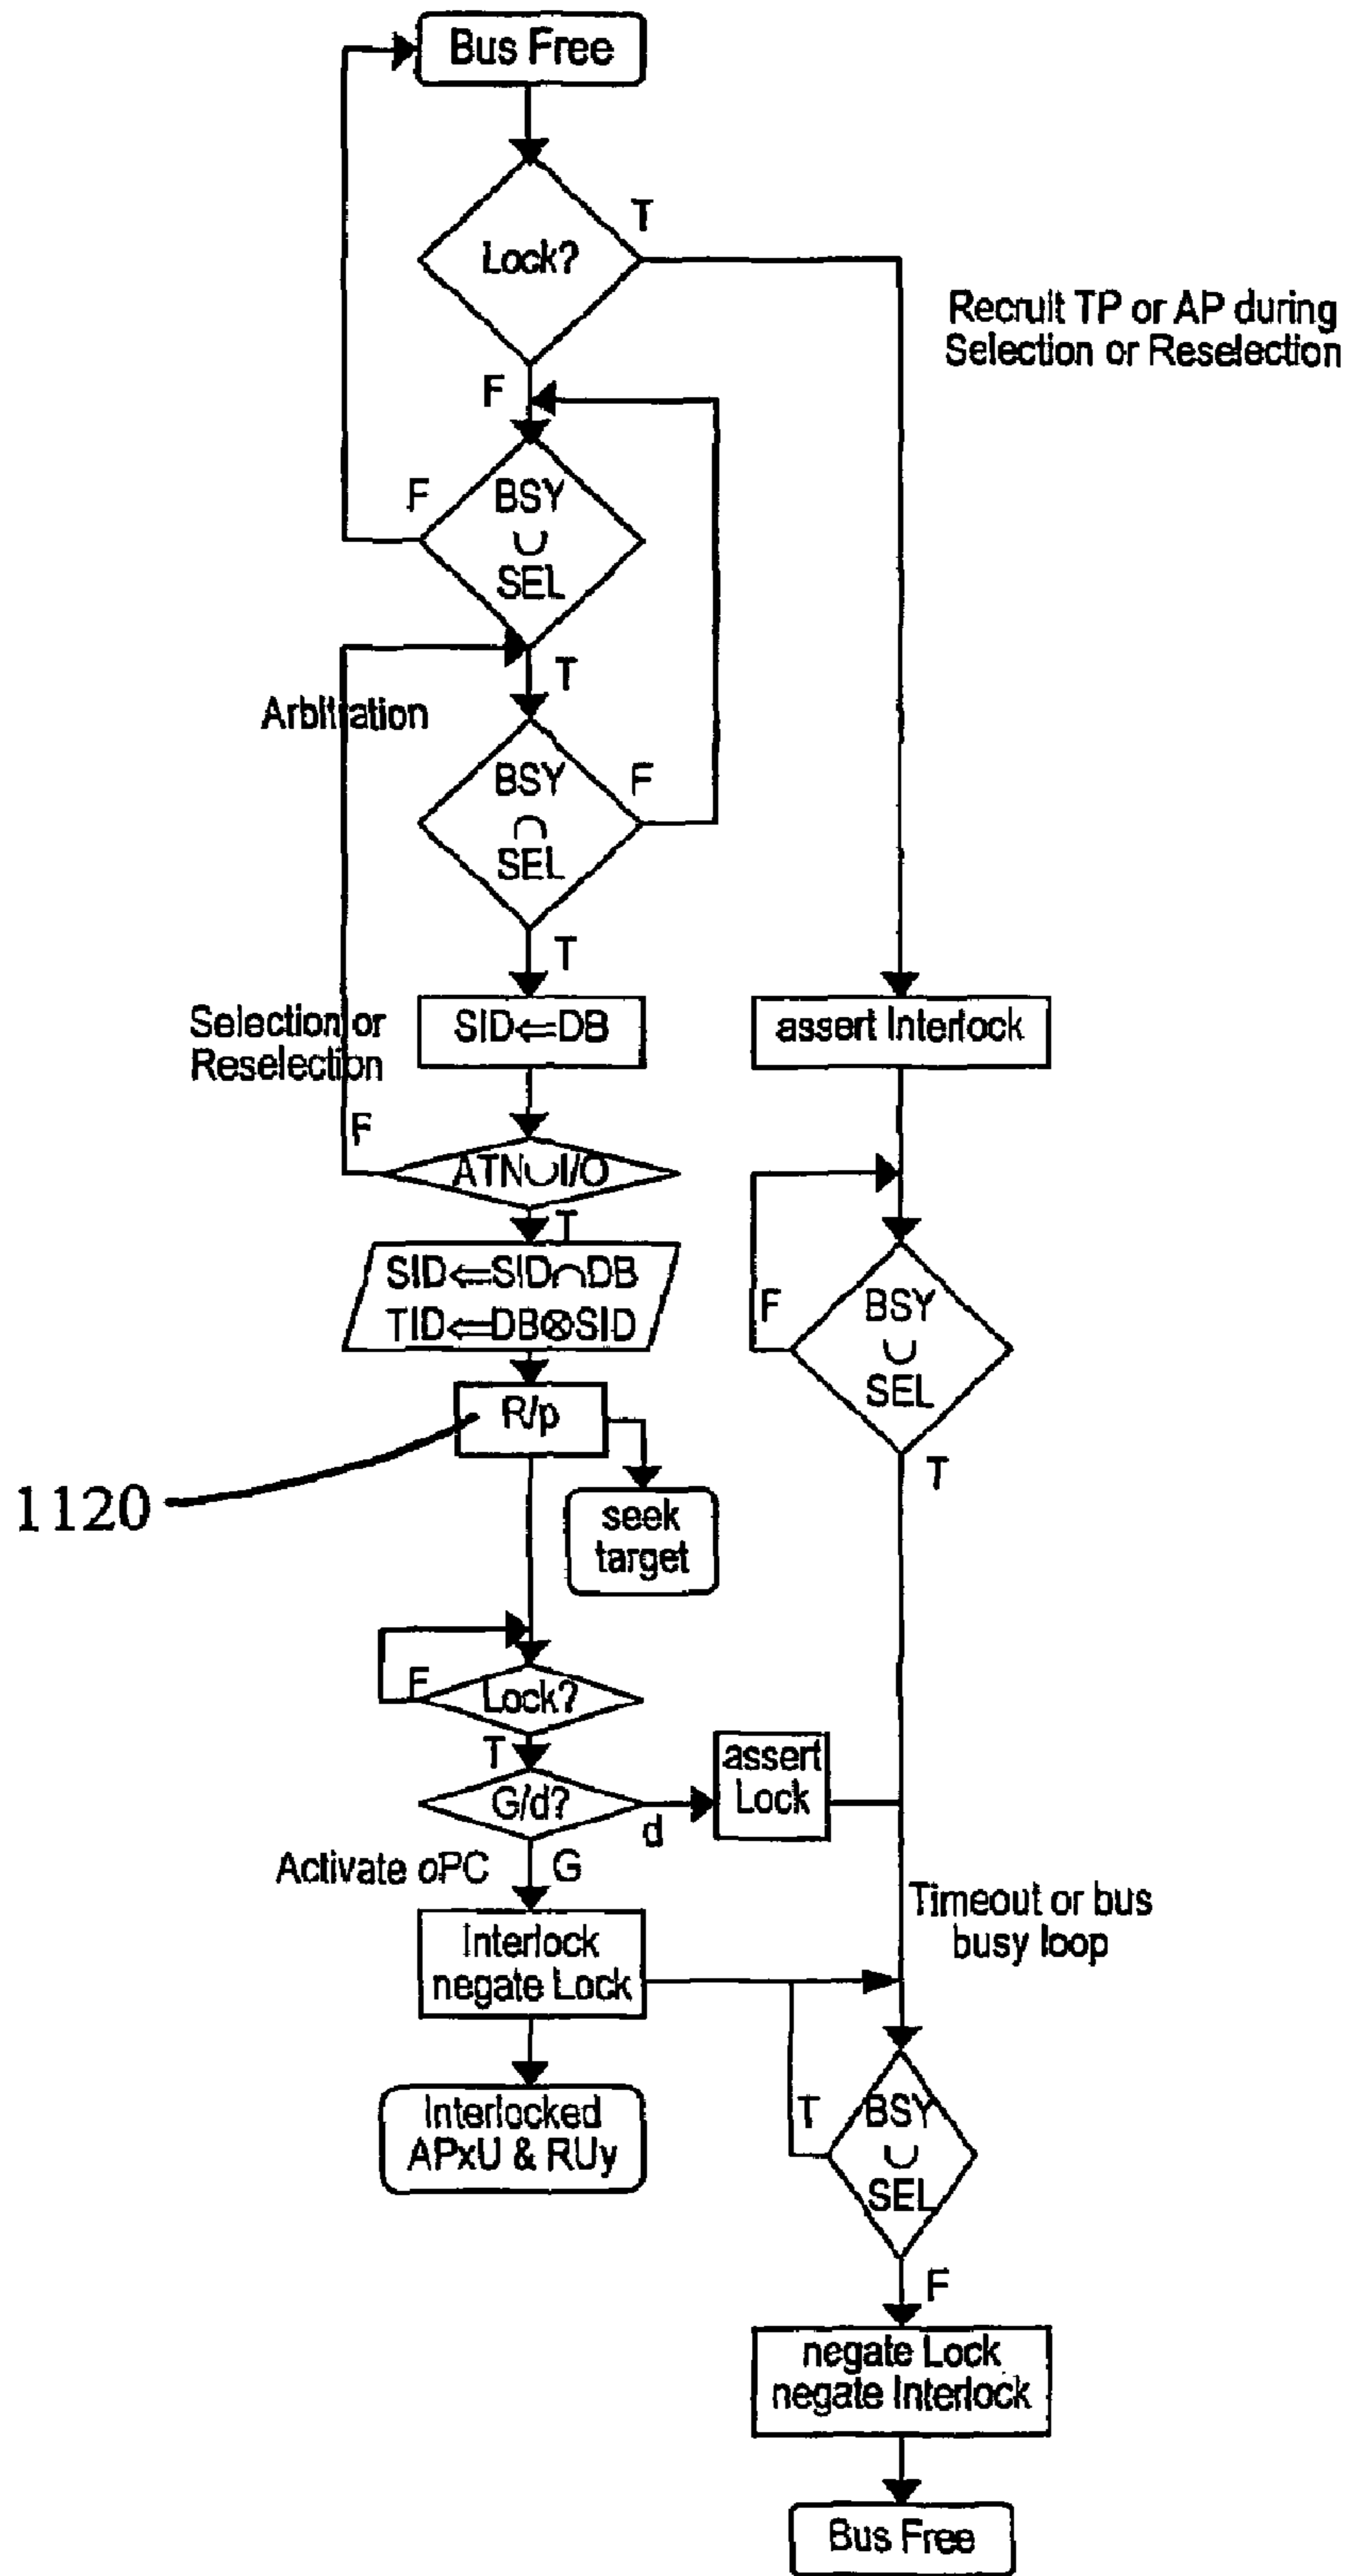 Bus Free
Lock?
T
Recruit TP or AP during
Selection or Reselection
F
F
BSY
∪
SEL
T
Arbitration
BSY
∩
SEL
F
T
Selection or
Reselection
SID⇐DB
assert Interlock
F
ATN∪I/O
T
SID⇐SID∩DB
TID⇐DB⊗SID
F
BSY
∪
SEL
T
R/p
1120
seek
target
F
Lock?
T
G/d?
d
assert
Lock
Activate oPC
G
Timeout or bus
busy loop
Interlock
negate Lock
Interlocked
APxU & RUy
T
BSY
∪
SEL
F
negate Lock
negate Interlock
Bus Free